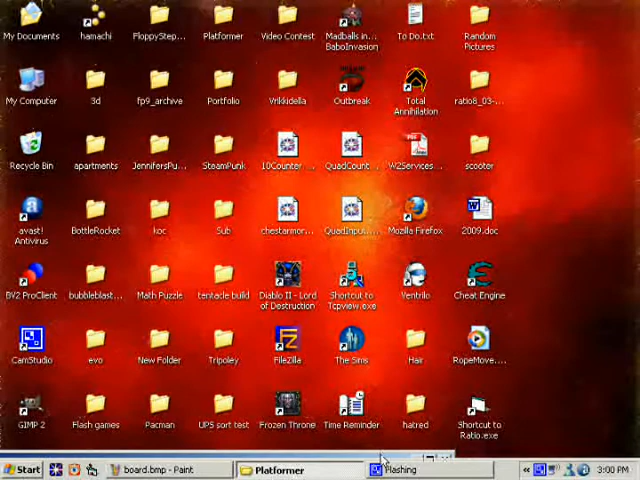 My Documents
hamachi
FloppyStep...
Platformer
Video Contest
Madballs in...
BaboInvasion
To Do.txt
Random
Pictures
My Computer
3d
fp9_archive
Portfolio
Vrikkidella
Outbreak
Total
Annihilation
ratio8_03-...
Recycle Bin
apartments
JennifersPu...
SteamPunk
10Counter...
QuadCount...
W2Services...
scooter
avast!
Antivirus
BottleRocket
koc
Sub
chestarmor...
QuadInput...
Mozilla Firefox
2009.doc
BV2 ProClient
bubbleblast...
Math Puzzle
tentacle build
Diablo II - Lord
of Destruction
Shortcut to
Tcpview.exe
Ventrilo
Cheat Engine
CamStudio
evo
New Folder
Tripoley
FileZilla
The Sims
Hair
RopeMove....
GIMP 2
Flash games
Pacman
UPS sort test
Frozen Throne
Time Reminder
hatred
Shortcut to
Ratio.exe
Start
board.bmp - Paint
Platformer
Flashing
3:00 PM